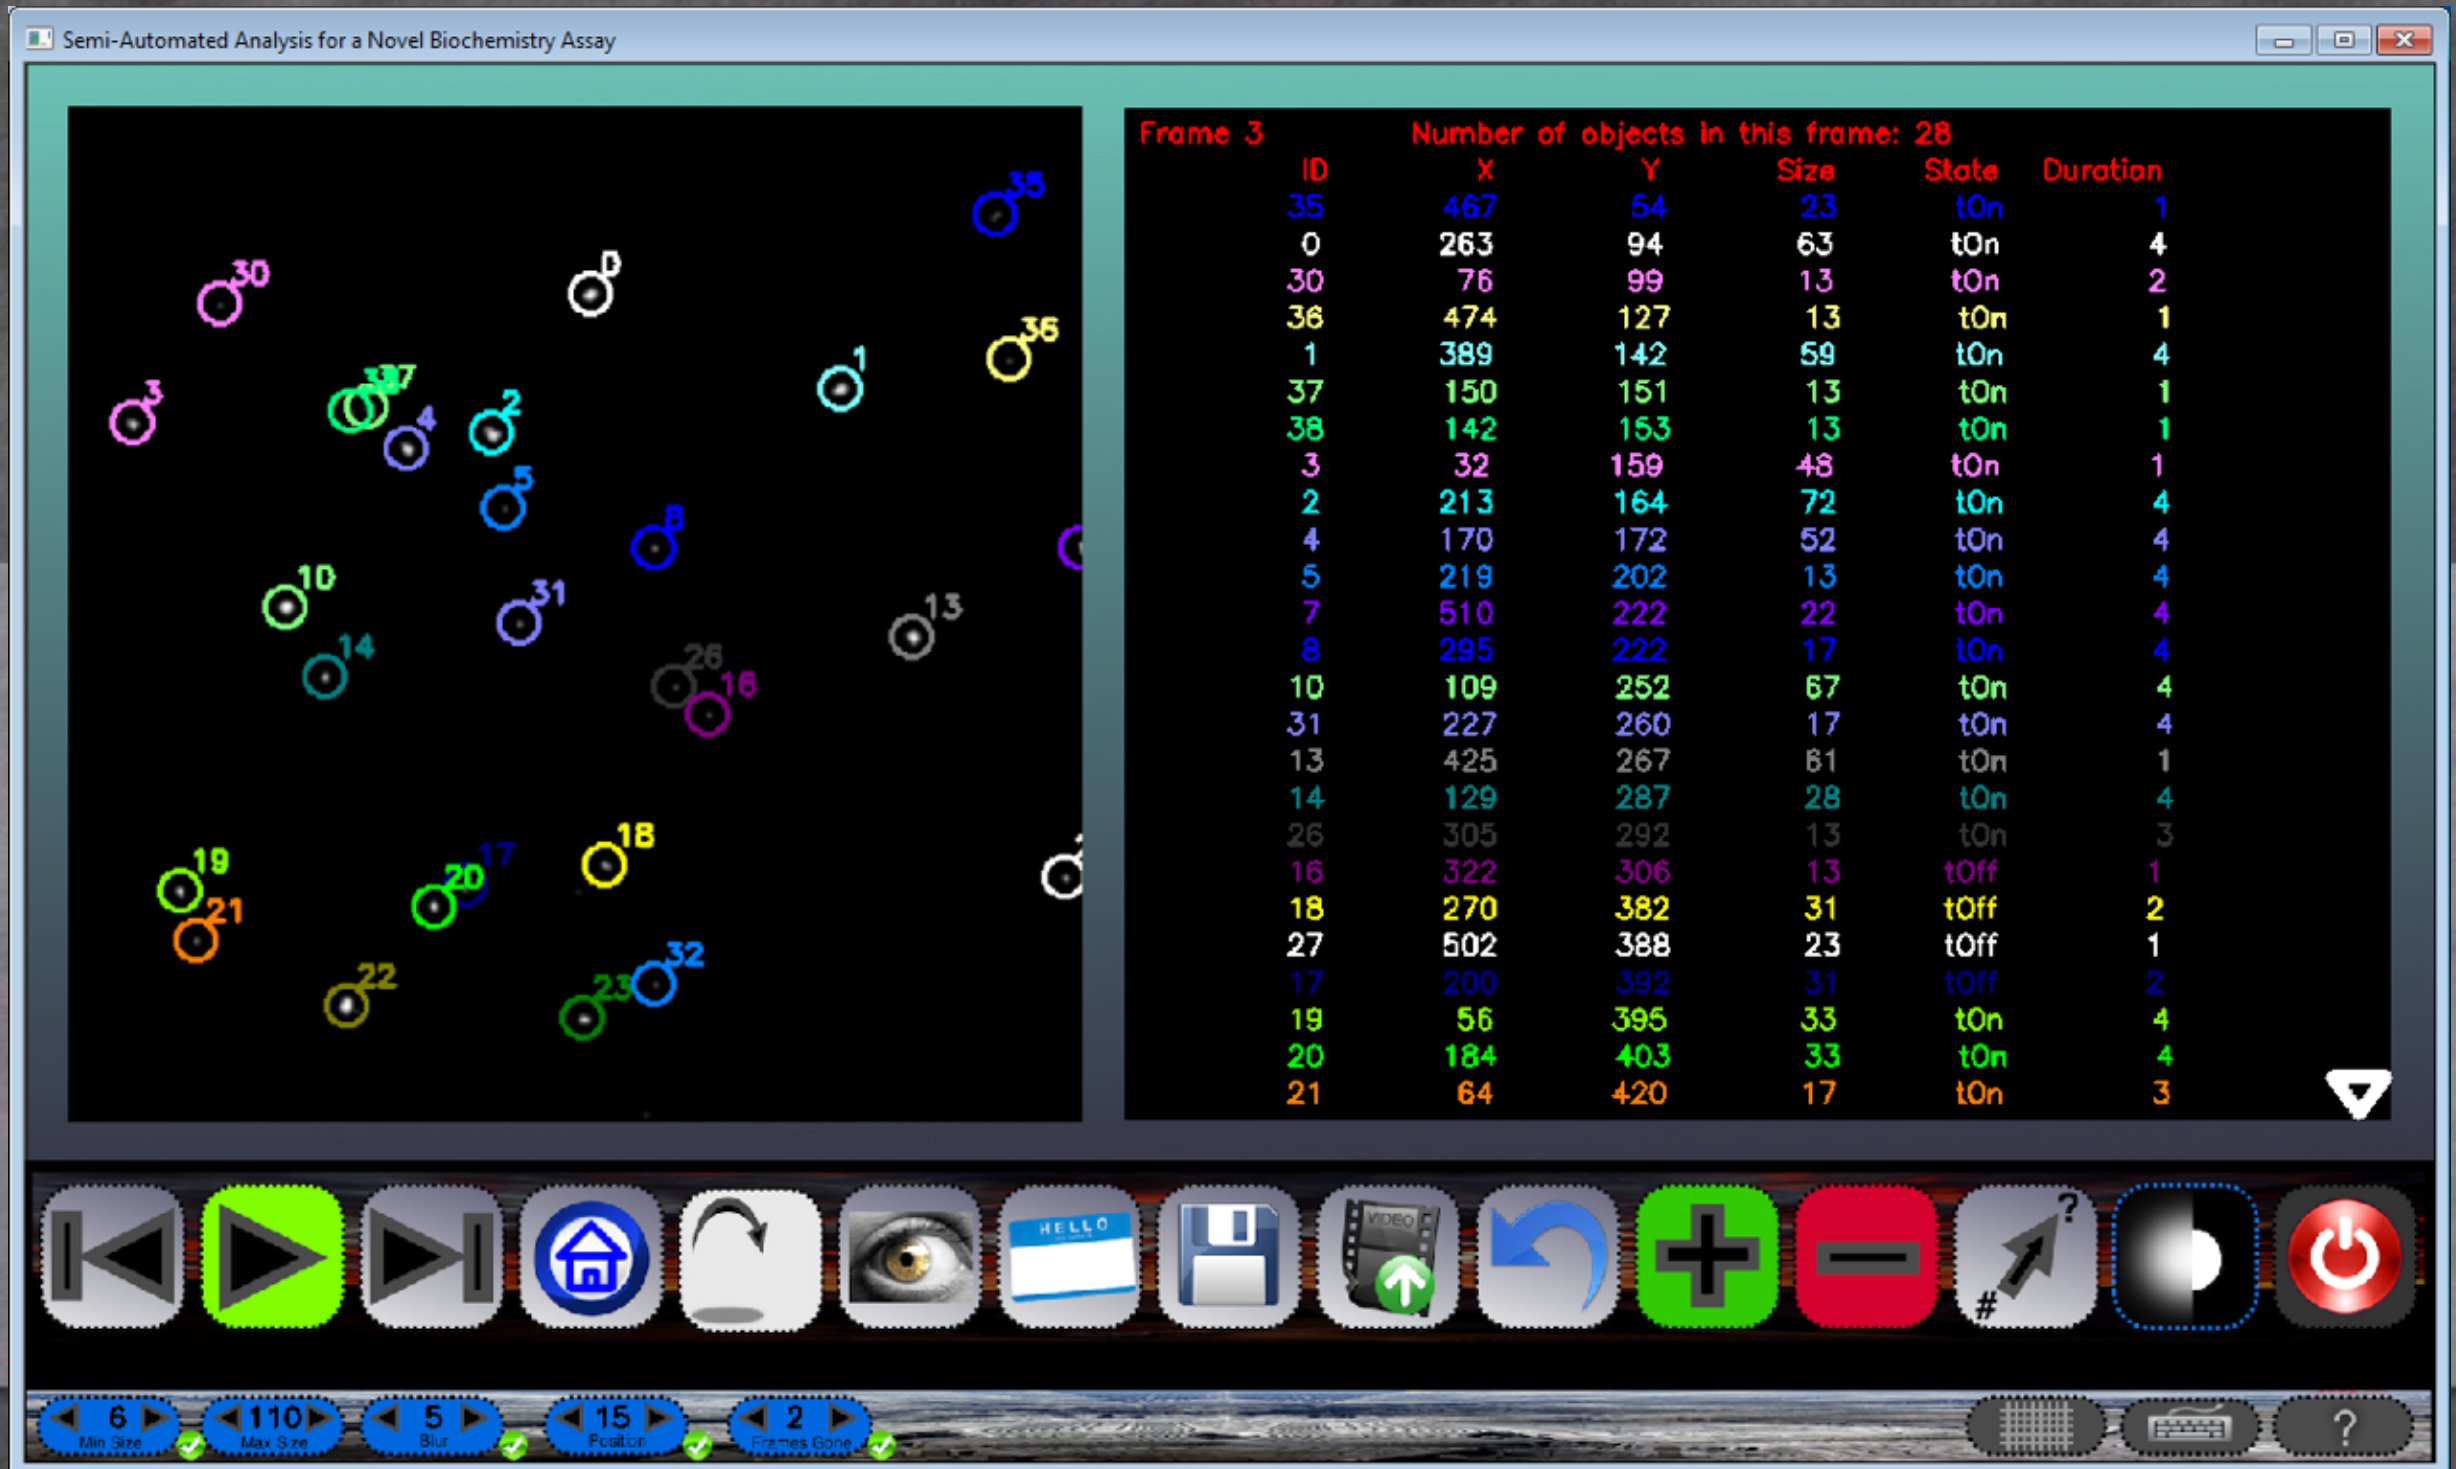 Semi-Automated Analysis for a Novel Biochemistry Assay
35
30
0
36
1
37
3
2
4
5
8
10
31
13
14
26
16
18
19
17
20
21
22
32
23
Frame 3 Number of objects in this frame: 28
ID X Y Size State Duration
35 467 54 23 tOn 1
0 263 94 63 tOn 4
30 76 99 13 tOn 2
36 474 127 13 tOn 1
1 389 142 59 tOn 4
37 150 151 13 tOn 1
38 142 153 13 tOn 1
3 32 159 48 tOn 1
2 213 164 72 tOn 4
4 170 172 52 tOn 4
5 219 202 13 tOn 4
7 510 222 22 tOn 4
8 295 222 17 tOn 4
10 109 252 67 tOn 4
31 227 260 17 tOn 4
13 425 267 61 tOn 1
14 129 287 28 tOn 4
26 305 292 13 tOn 3
16 322 306 13 tOff 1
18 270 382 31 tOff 2
27 502 388 23 tOff 1
17 200 392 31 tOff 2
19 56 395 33 tOn 4
20 184 403 33 tOn 4
21 64 420 17 tOn 3
HELLO
VIDEO
?
#
6
Min Size
110
Max Size
5
Blur
15
Position
2
Frames Gone
?